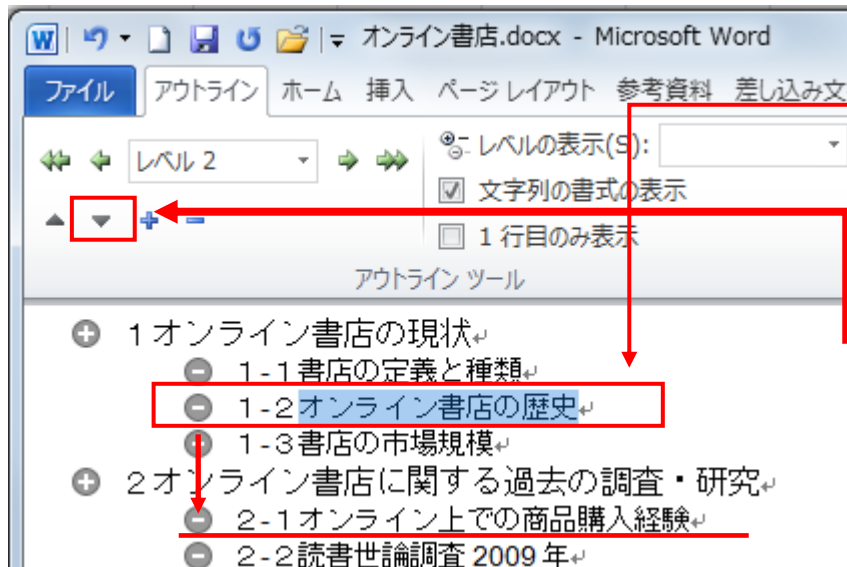 オンライン書店.docx - Microsoft Word
ファイル アウトライン ホーム 挿入 ページ レイアウト 参考資料 差し込み文
レベル 2
レベルの表示(S):
文字列の書式の表示
1 行目のみ表示
アウトライン ツール
1オンライン書店の現状
1-1書店の定義と種類
1-2オンライン書店の歴史
1-3書店の市場規模
2オンライン書店に関する過去の調査・研究
2-1オンライン上での商品購入経験
2-2読書世論調査 2009 年